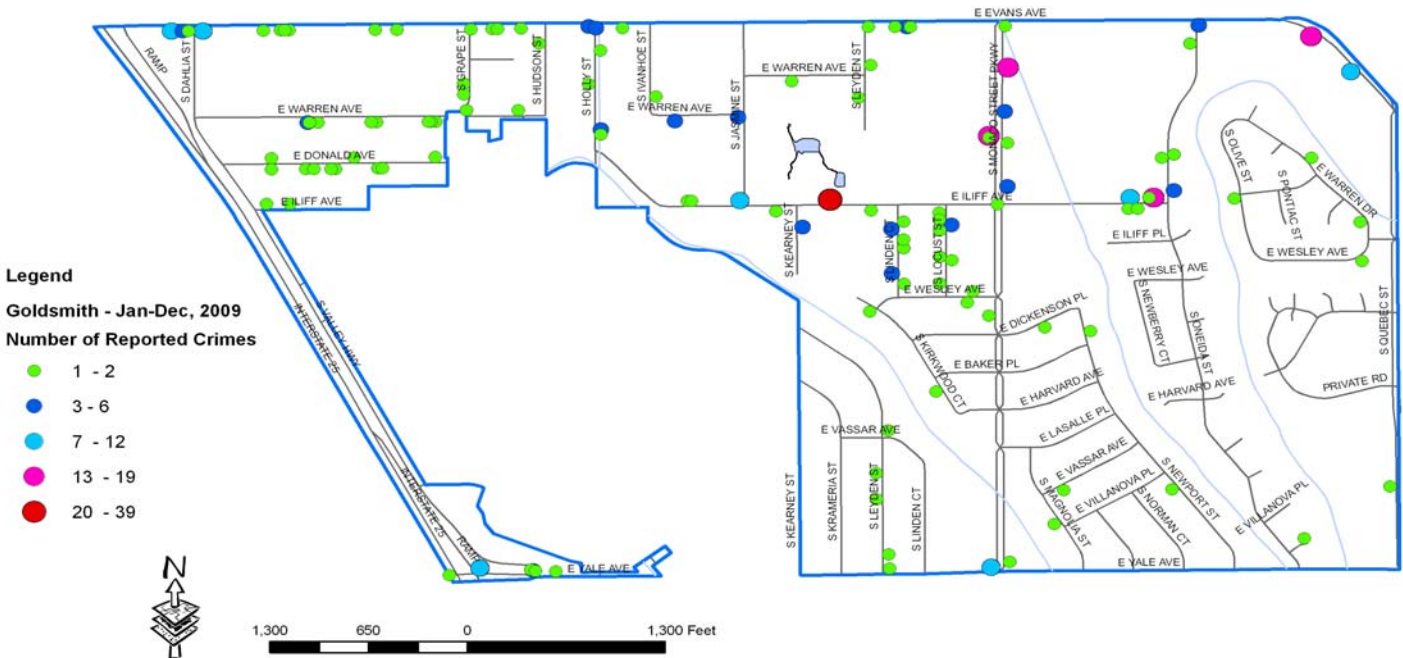 E EVANS AVE
RAMP
S DAHLIA ST
S GRAPE ST
S HUDSON ST
S HOLLY ST
S IVANHOE ST
S JASMINE ST
E WARREN AVE
S LEYDEN ST
S MONACO STREET PKWY
E WARREN AVE
E WARREN AVE
E DONALD AVE
E ILIFF AVE
E ILIFF AVE
S OLIVE ST
S PONTIAC ST
E WARREN DR
S KEARNEY ST
S LINDEN CT
S LOCUST ST
E ILIFF PL
E WESLEY AVE
E WESLEY AVE
E WESLEY AVE
S NEWBERRY CT
S ONEIDA ST
S QUEBEC ST
Legend
Goldsmith - Jan-Dec, 2009
Number of Reported Crimes
1 - 2
3 - 6
7 - 12
13 - 19
20 - 39
S VALLEY HWY
INTERSTATE 25
E DICKENSON PL
S KIRKWOOD CT
E BAKER PL
E HARVARD AVE
E HARVARD AVE
PRIVATE RD
E LASALLE PL
E VASSAR AVE
E VASSAR AVE
S KEARNEY ST
S KRAMERIA ST
S LEYDEN ST
S LINDEN CT
S MAGNOLIA ST
E VILLANOVA PL
S NORMAN CT
S NEWPORT ST
E VILLANOVA PL
INTERSTATE 25
RAMP
E YALE AVE
E YALE AVE
N
1,300 650 0 1,300 Feet